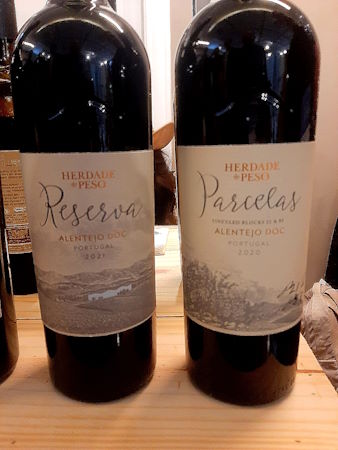 HERDADE
do PESO
Reserva
ALENTEJO DOC
PORTUGAL
2021
HERDADE
do PESO
Parcelas
ALENTEJO DOC
PORTUGAL
2020